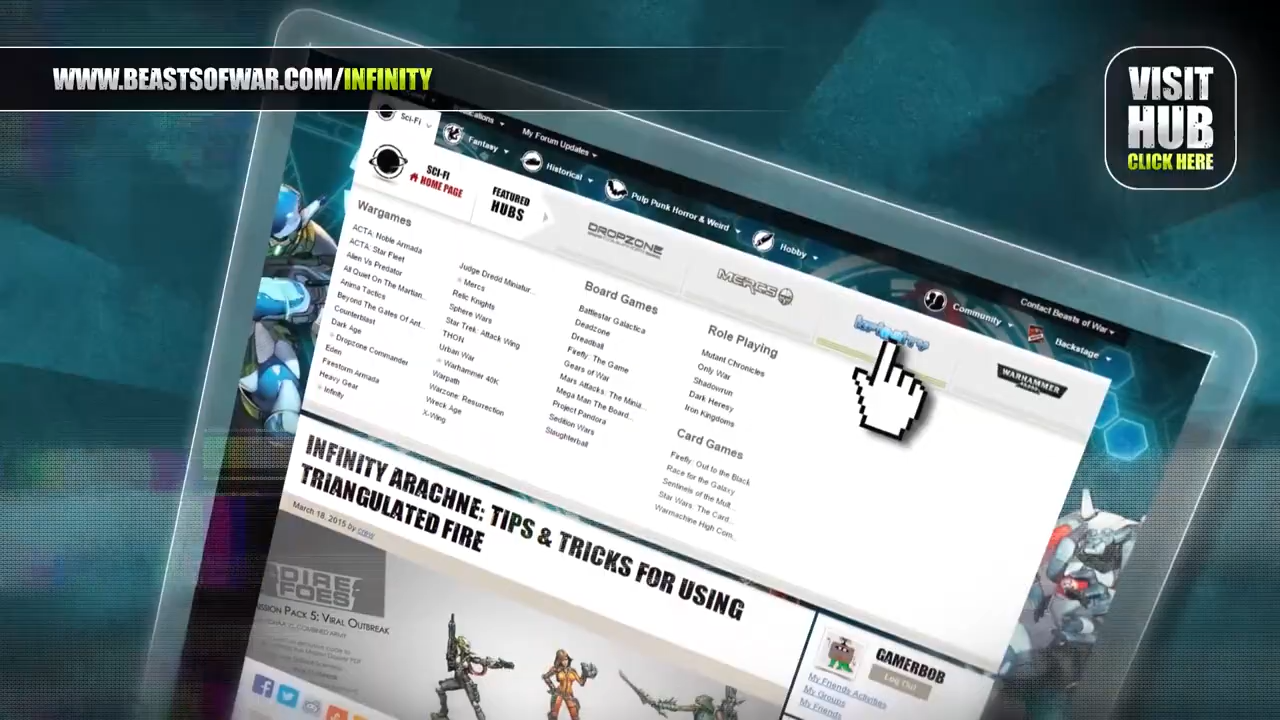 WWW.BEASTSOFWAR.COM/INFINITY
VISIT
HUB
CLICK HERE
My Forum Updates
Contact Beasts of War
Sci-Fi
Fantasy
Historical
Pulp Punk Horror & Weird
Hobby
Community
Backstage
SCI-FI
HOME PAGE
FEATURED
HUBS
DROPZONE
MERCS
Infinity
WARHAMMER
Wargames
ACTA: Noble Armada
ACTA: Star Fleet
Alien Vs Predator
All Quiet On The Martian...
Anima Tactics
Beyond The Gates Of Ant...
Counterblast
Dark Age
Dropzone Commander
Eden
Firestorm Armada
Heavy Gear
Infinity
Judge Dredd Miniatur...
Mercs
Relic Knights
Sphere Wars
Star Trek: Attack Wing
THON
Urban War
Warhammer 40K
Warpath
Warzone: Resurrection
Wreck Age
X-Wing
Board Games
Battlestar Galactica
Deadzone
Dreadball
Firefly: The Game
Gears of War
Mars Attacks: The Minia...
Mega Man The Board...
Project Pandora
Sedition Wars
Slaughterball
Role Playing
Mutant Chronicles
Only War
Shadowrun
Dark Heresy
Iron Kingdoms
Card Games
Firefly: Out to the Black
Race for the Galaxy
Sentinels of the Mult...
Star Wars: The Card...
Warmachine High Com...
INFINITY ARACHNE: TIPS & TRICKS FOR USING
TRIANGULATED FIRE
March 18, 2015 by
DIRE
FOES
MISSION PACK 5: VIRAL OUTBREAK
GAMERBOB
Log Out
My Friends Activities
My Groups
My Friends